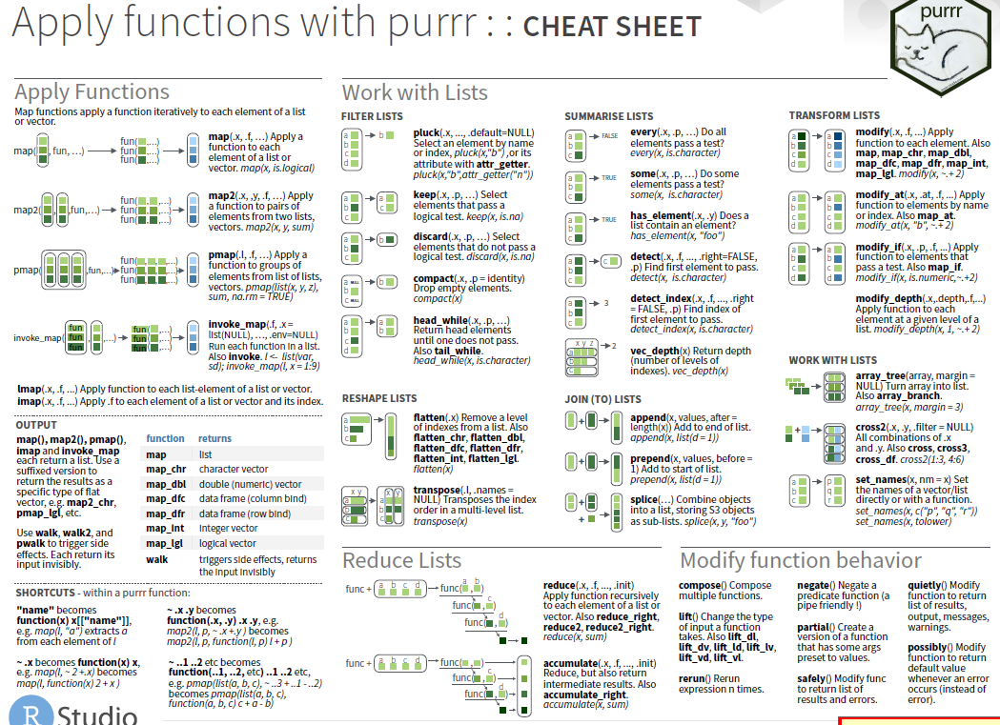 Apply functions with purrr : : CHEAT SHEET
purrr
Apply Functions
Map functions apply a function iteratively to each element of a list
or vector.
map( , fun, …)
fun( ,…)
fun( ,…)
fun( ,…)
map(.x, .f, …) Apply a
function to each
element of a list or
vector. map(x, is.logical)
map2( , ,fun,…)
fun( , ,…)
fun( , ,…)
fun( , ,…)
map2(.x, ,y, .f, …) Apply
a function to pairs of
elements from two lists,
vectors. map2(x, y, sum)
pmap( ,fun,…)
fun( ,…)
fun( ,…)
fun( ,…)
pmap(.l, .f, …) Apply a
function to groups of
elements from list of lists,
vectors. pmap(list(x, y, z),
sum, na.rm = TRUE)
invoke_map( , ,…)
fun
fun
fun
fun( ,…)
fun( ,…)
fun( ,…)
invoke_map(.f, .x =
list(NULL), …, .env=NULL)
Run each function in a list.
Also invoke. l <- list(var,
sd); invoke_map(l, x = 1:9)
lmap(.x, .f, ...) Apply function to each list-element of a list or vector.
imap(.x, .f, ...) Apply .f to each element of a list or vector and its index.
OUTPUT
map(), map2(), pmap(),
imap and invoke_map
each return a list. Use a
suffixed version to
return the results as a
specific type of flat
vector, e.g. map2_chr,
pmap_lgl, etc.
Use walk, walk2, and
pwalk to trigger side
effects. Each return its
input invisibly.
function returns
map list
map_chr character vector
map_dbl double (numeric) vector
map_dfc data frame (column bind)
map_dfr data frame (row bind)
map_int integer vector
map_lgl logical vector
walk triggers side effects, returns
the input invisibly
SHORTCUTS - within a purrr function:
"name" becomes
function(x) x[["name"]],
e.g. map(l, "a") extracts a
from each element of l
~ .x .y becomes
function(.x, .y) .x .y, e.g.
map2(l, p, ~ .x +.y ) becomes
map2(l, p, function(l, p) l + p )
~ .x becomes function(x) x,
e.g. map(l, ~ 2 +.x) becomes
map(l, function(x) 2 + x )
~ ..1 ..2 etc becomes
function(..1, ..2, etc) ..1 ..2 etc,
e.g. pmap(list(a, b, c), ~ ..3 + ..1 - ..2)
becomes pmap(list(a, b, c),
function(a, b, c) c + a - b)
R Studio
Work with Lists
FILTER LISTS
a
b
c
d
b
pluck(.x, ..., .default=NULL)
Select an element by name
or index, pluck(x,"b") ,or its
attribute with attr_getter.
pluck(x,"b",attr_getter("n"))
a
b
c
a
c
keep(.x, .p, …) Select
elements that pass a
logical test. keep(x, is.na)
a
b
c
b
discard(.x, .p, …) Select
elements that do not pass a
logical test. discard(x, is.na)
a NULL
b
c NULL
b
compact(.x, .p = identity)
Drop empty elements.
compact(x)
a
b
c
d
a
b
head_while(.x, .p, …)
Return head elements
until one does not pass.
Also tail_while.
head_while(x, is.character)
RESHAPE LISTS
a
b
c
flatten(.x) Remove a level
of indexes from a list. Also
flatten_chr, flatten_dbl,
flatten_dfc, flatten_dfr,
flatten_int, flatten_lgl.
flatten(x)
x y
a
b
c
a b c
x
y
transpose(.l, .names =
NULL) Transposes the index
order in a multi-level list.
transpose(x)
SUMMARISE LISTS
a
b
c
FALSE
every(.x, .p, …) Do all
elements pass a test?
every(x, is.character)
a
b
c
TRUE
some(.x, .p, …) Do some
elements pass a test?
some(x, is.character)
a
b
c
TRUE
has_element(.x, .y) Does a
list contain an element?
has_element(x, "foo")
a
b
c
c
detect(.x, .f, ..., .right=FALSE,
.p) Find first element to pass.
detect(x, is.character)
a
b
c
3
detect_index(.x, .f, ..., .right
= FALSE, .p) Find index of
first element to pass.
detect_index(x, is.character)
x y z
a
b
c
2
vec_depth(x) Return depth
(number of levels of
indexes). vec_depth(x)
JOIN (TO) LISTS
+
append(x, values, after =
length(x)) Add to end of list.
append(x, list(d = 1))
+
prepend(x, values, before =
1) Add to start of list.
prepend(x, list(d = 1))
+
+
splice(…) Combine objects
into a list, storing S3 objects
as sub-lists. splice(x, y, "foo")
TRANSFORM LISTS
a
b
c
d
a
b
c
d
modify(.x, .f, ...) Apply
function to each element. Also
map, map_chr, map_dbl,
map_dfc, map_dfr, map_int,
map_lgl. modify(x, ~.+ 2)
a
b
c
d
a
b
c
d
modify_at(.x, .at, .f, ...) Apply
function to elements by name
or index. Also map_at.
modify_at(x, "b", ~.+ 2)
a
b
c
d
a
b
c
d
modify_if(.x, .p, .f, ...) Apply
function to elements that
pass a test. Also map_if.
modify_if(x, is.numeric,~.+2)
modify_depth(.x,.depth,.f,...)
Apply function to each
element at a given level of a
list. modify_depth(x, 1, ~.+ 2)
WORK WITH LISTS
array_tree(array, margin =
NULL) Turn array into list.
Also array_branch.
array_tree(x, margin = 3)
+
cross2(.x, .y, .filter = NULL)
All combinations of .x
and .y. Also cross, cross3,
cross_df. cross2(1:3, 4:6)
a
b
c
p
q
r
set_names(x, nm = x) Set
the names of a vector/list
directly or with a function.
set_names(x, c("p", "q", "r"))
set_names(x, tolower)
Reduce Lists
func +
a b c d
a b
func( , )
c
func( , )
d
func( , )
reduce(.x, .f, ..., .init)
Apply function recursively
to each element of a list or
vector. Also reduce_right,
reduce2, reduce2_right.
reduce(x, sum)
func +
a b c d
a b
func( , )
c
func( , )
d
func( , )
accumulate(.x, .f, ..., .init)
Reduce, but also return
intermediate results. Also
accumulate_right.
accumulate(x, sum)
Modify function behavior
compose() Compose
multiple functions.
lift() Change the type
of input a function
takes. Also lift_dl,
lift_dv, lift_ld, lift_lv,
lift_vd, lift_vl.
rerun() Rerun
expression n times.
negate() Negate a
predicate function (a
pipe friendly !)
partial() Create a
version of a function
that has some args
preset to values.
safely() Modify func
to return list of
results and errors.
quietly() Modify
function to return
list of results,
output, messages,
warnings.
possibly() Modify
function to return
default value
whenever an error
occurs (instead of
error).